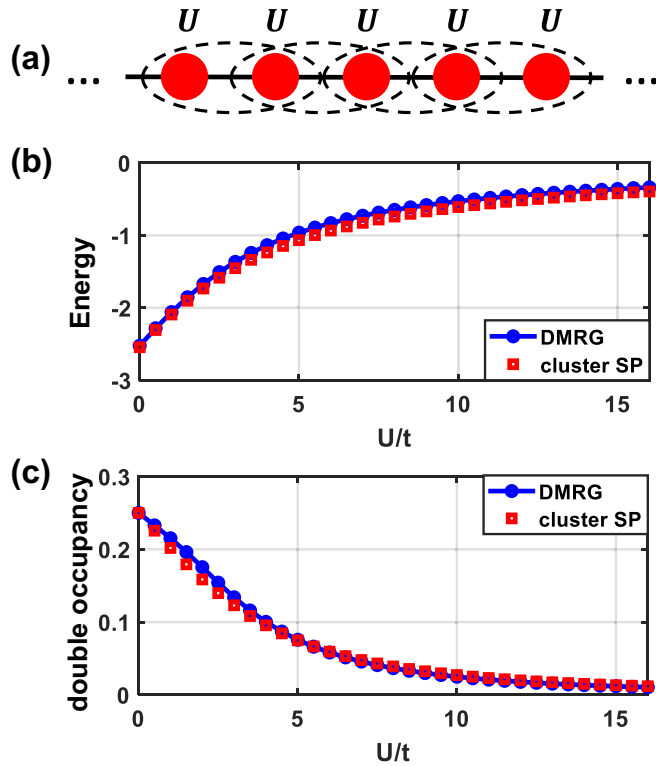 U U U U U
(a)
... ...
(b)
0
-1
-2
-3
Energy
DMRG
cluster SP
0 5 10 15
U/t
(c)
0.3
0.2
0.1
0
double occupancy
DMRG
cluster SP
0 5 10 15
U/t